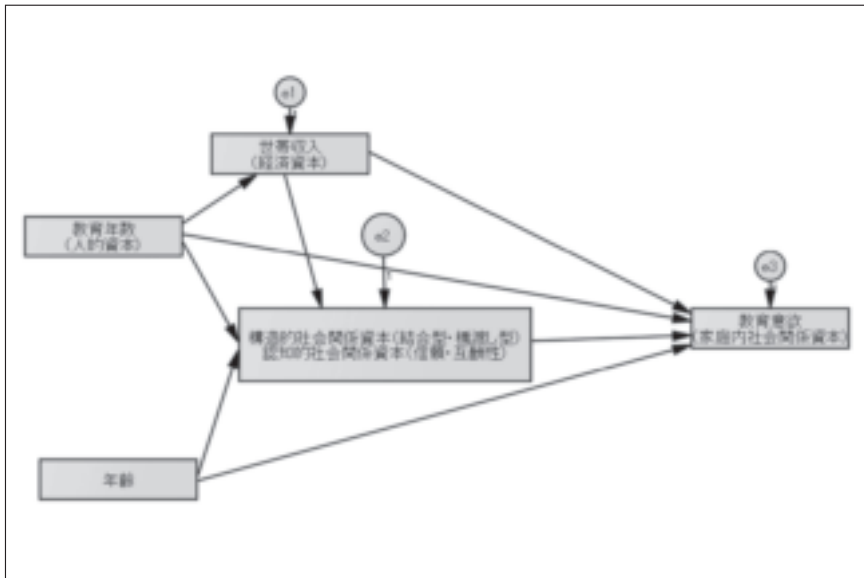 e1
世帯収入
(経済資本)
教育年数
(人的資本)
e2
1
e3
教育意欲
(家庭内社会関係資本)
構造的社会関係資本(結合型・橋渡し型)
認知的社会関係資本(信頼・互酬性)
年齢